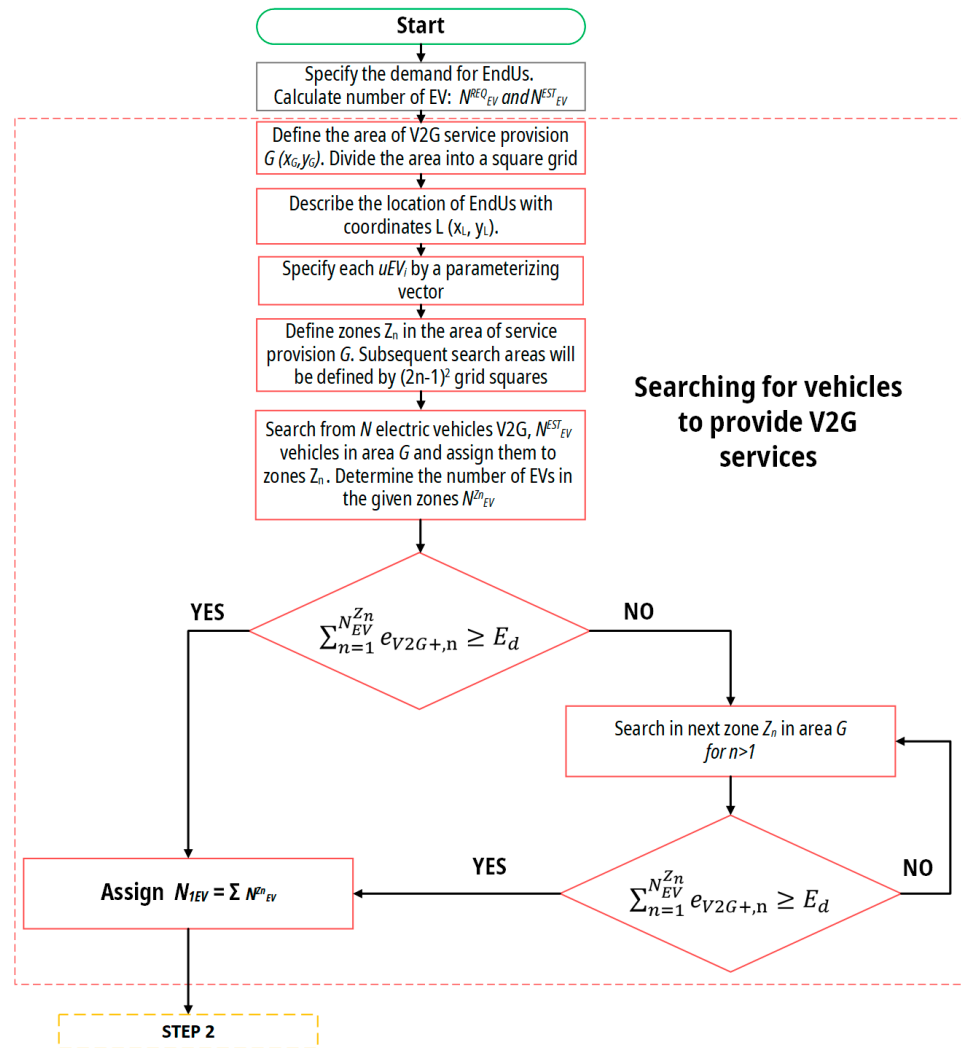 Start
Specify the demand for EndUs.
Calculate number of EV: N^REQ_EV and N^EST_EV
Define the area of V2G service provision
G (x_G,y_G). Divide the area into a square grid
Describe the location of EndUs with
coordinates L (x_L, y_L).
Specify each uEV_i by a parameterizing
vector
Define zones Z_n in the area of service
provision G. Subsequent search areas will
be defined by (2n-1)² grid squares
Searching for vehicles
to provide V2G
services
Search from N electric vehicles V2G, N^EST_EV
vehicles in area G and assign them to
zones Z_n. Determine the number of EVs in
the given zones N^Zn_EV
YES
NO
∑_{n=1}^{N_{EV}^{Z_n}} e_{V2G+,n} ≥ E_d
Search in next zone Z_n in area G
for n>1
YES
NO
Assign N_1EV = Σ N^Zn_EV
∑_{n=1}^{N_{EV}^{Z_n}} e_{V2G+,n} ≥ E_d
STEP 2